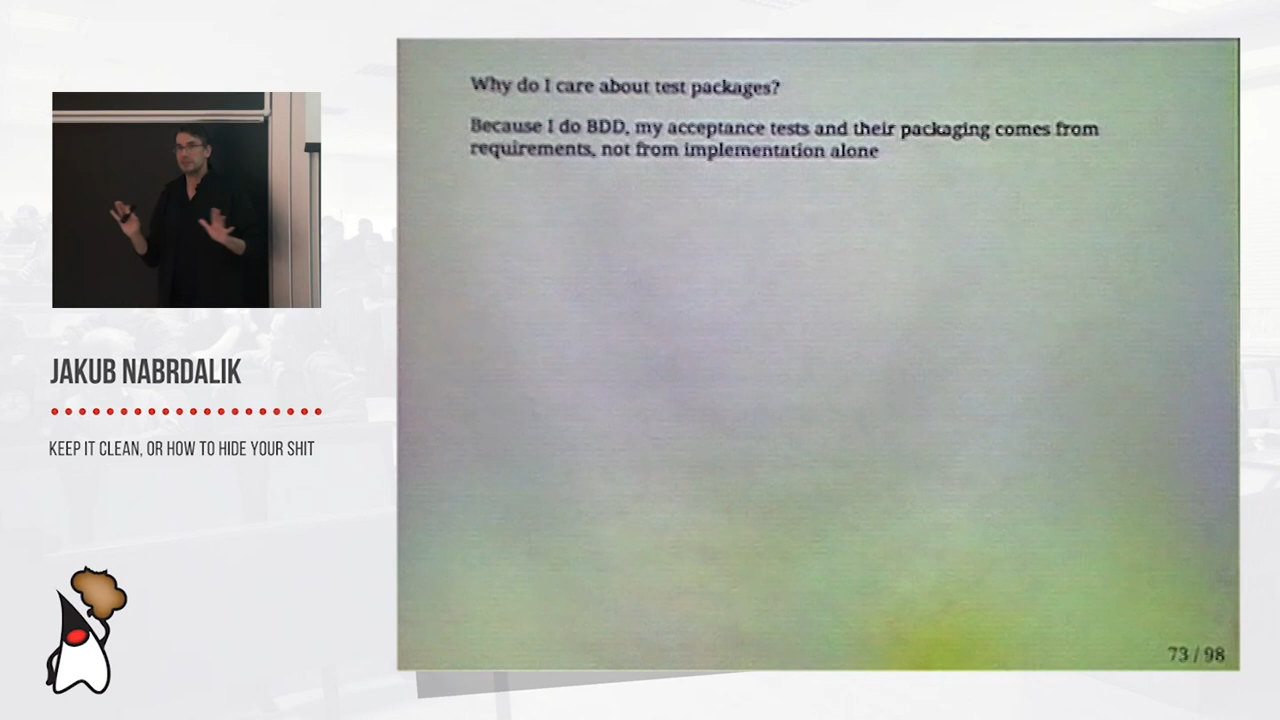 JAKUB NABRDALIK
KEEP IT CLEAN, OR HOW TO HIDE YOUR SHIT
Why do I care about test packages?
Because I do BDD, my acceptance tests and their packaging comes from
requirements, not from implementation alone
73 / 98